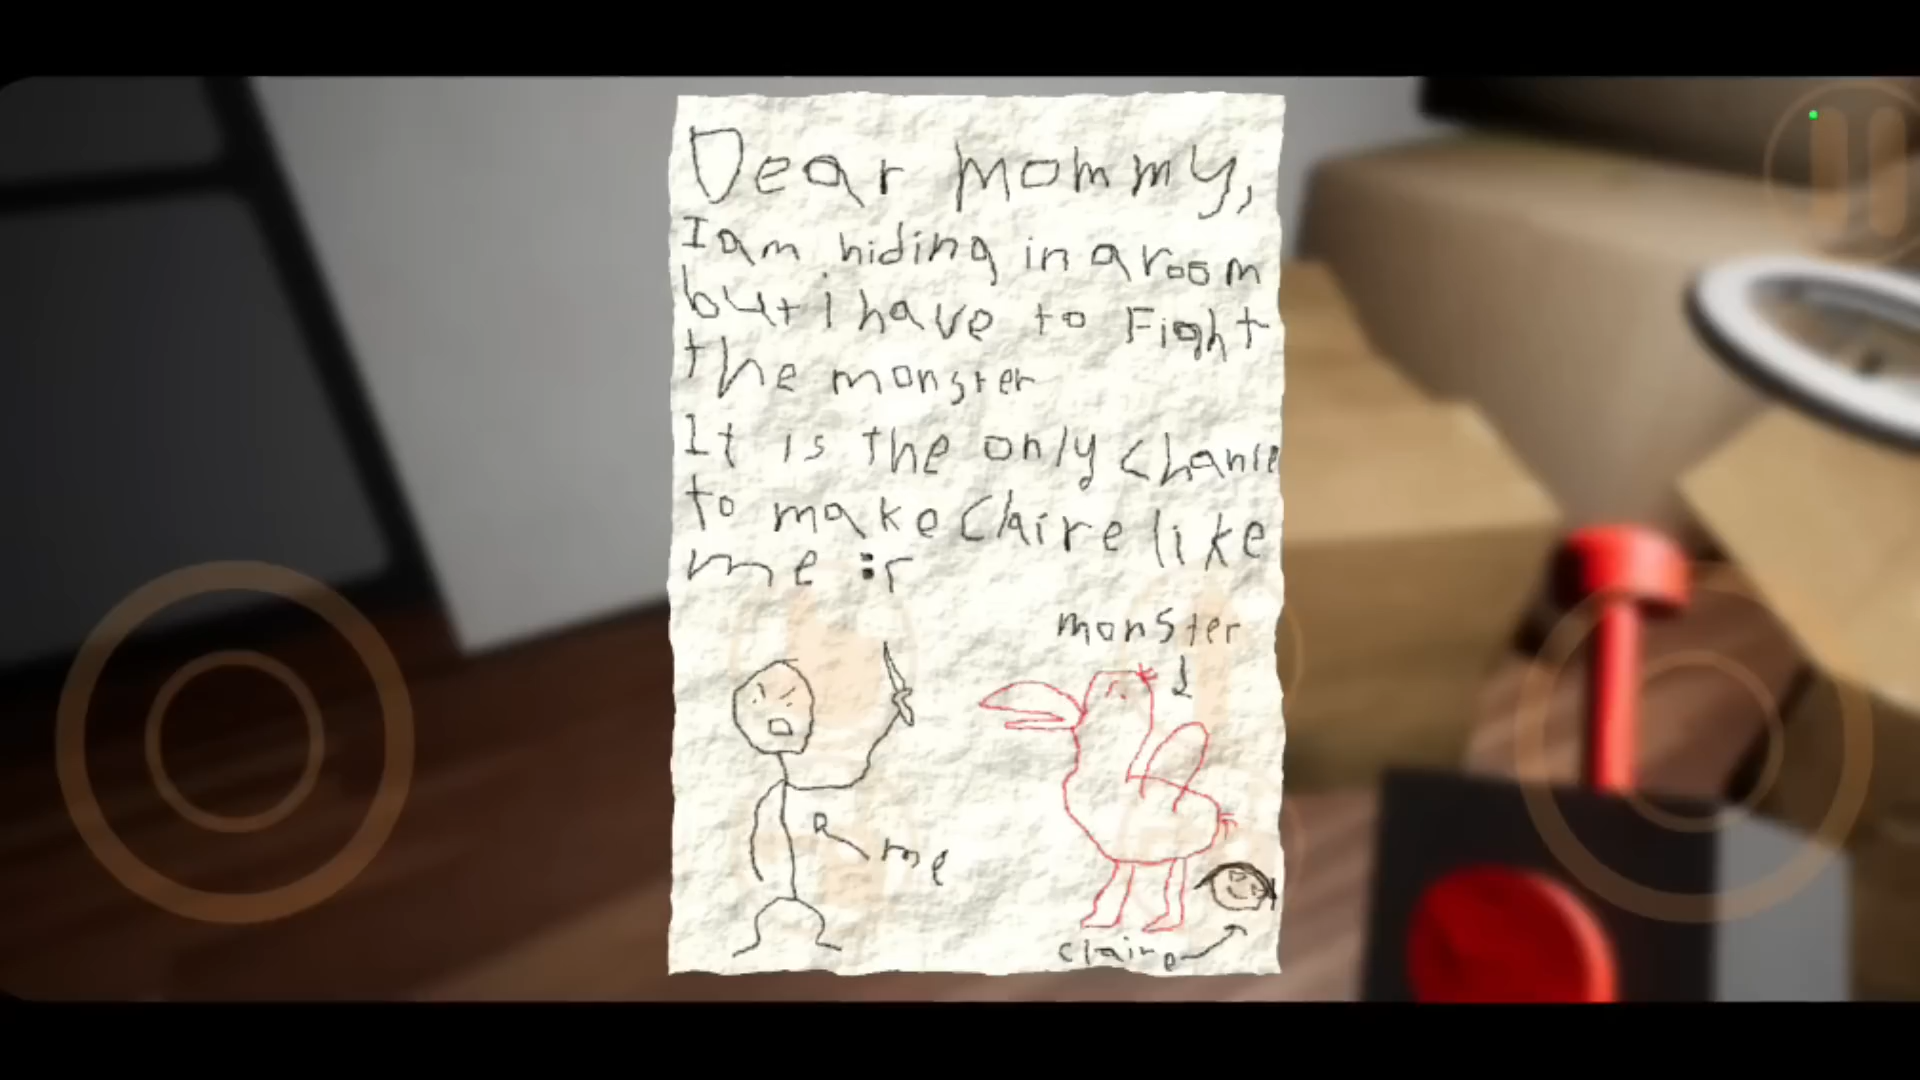 Dear Mommy,
I am hiding in a room
but i have to Fight
the monster
It is the only chance
to make Claire like
me :r
monster
me
claire